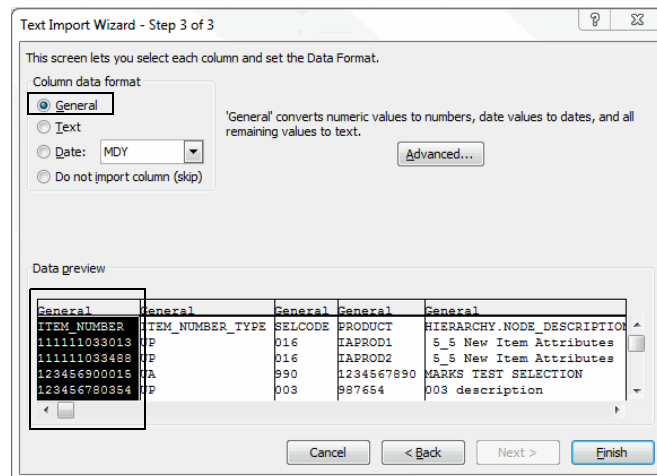 Text Import Wizard - Step 3 of 3
This screen lets you select each column and set the Data Format.
Column data format
General
Text
Date: MDY
Do not import column (skip)
'General' converts numeric values to numbers, date values to dates, and all
remaining values to text.
Advanced...
Data preview
General General General General General
ITEM_NUMBER ITEM_NUMBER_TYPE SELCODE PRODUCT HIERARCHY.NODE_DESCRIPTION
111111033013 UP 016 IAPROD1 5_5 New Item Attributes
111111033488 UP 016 IAPROD2 5_5 New Item Attributes
123456900015 UA 990 1234567890 MARKS TEST SELECTION
123456780354 UP 003 987654 003 description
Cancel < Back Next > Finish